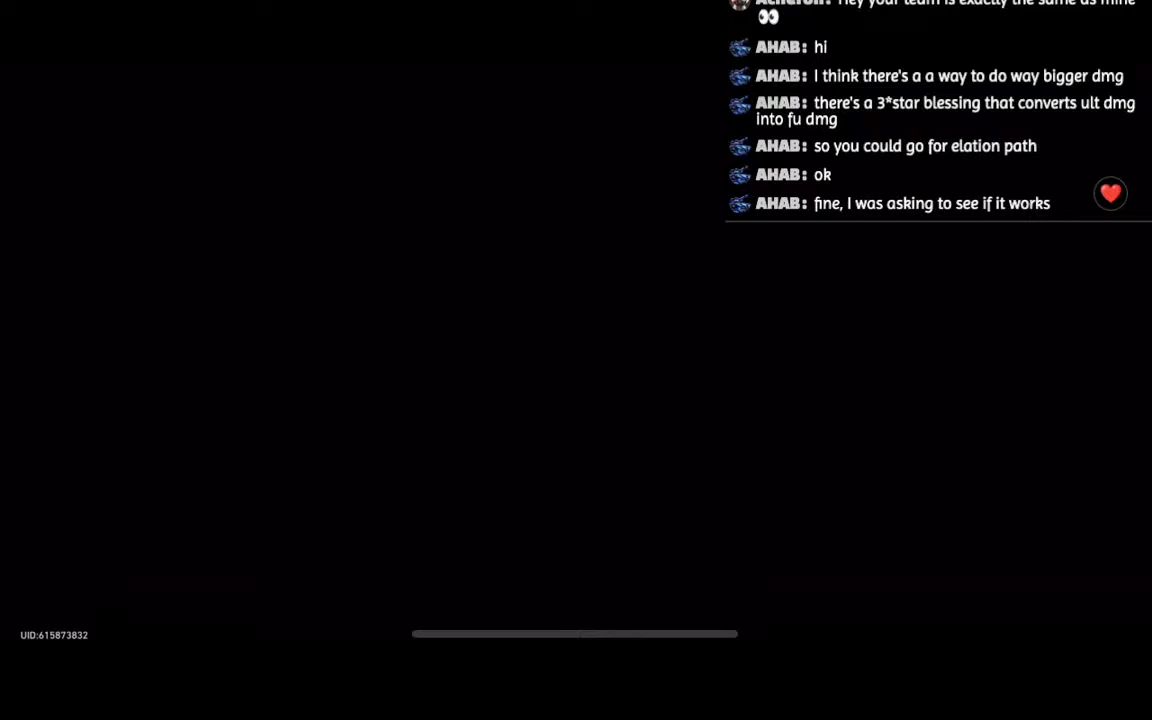 Acheron: Hey your team is exactly the same as mine
👀
AHAB: hi
AHAB: I think there's a a way to do way bigger dmg
AHAB: there's a 3*star blessing that converts ult dmg
into fu dmg
AHAB: so you could go for elation path
AHAB: ok
AHAB: fine, I was asking to see if it works
UID:615873832